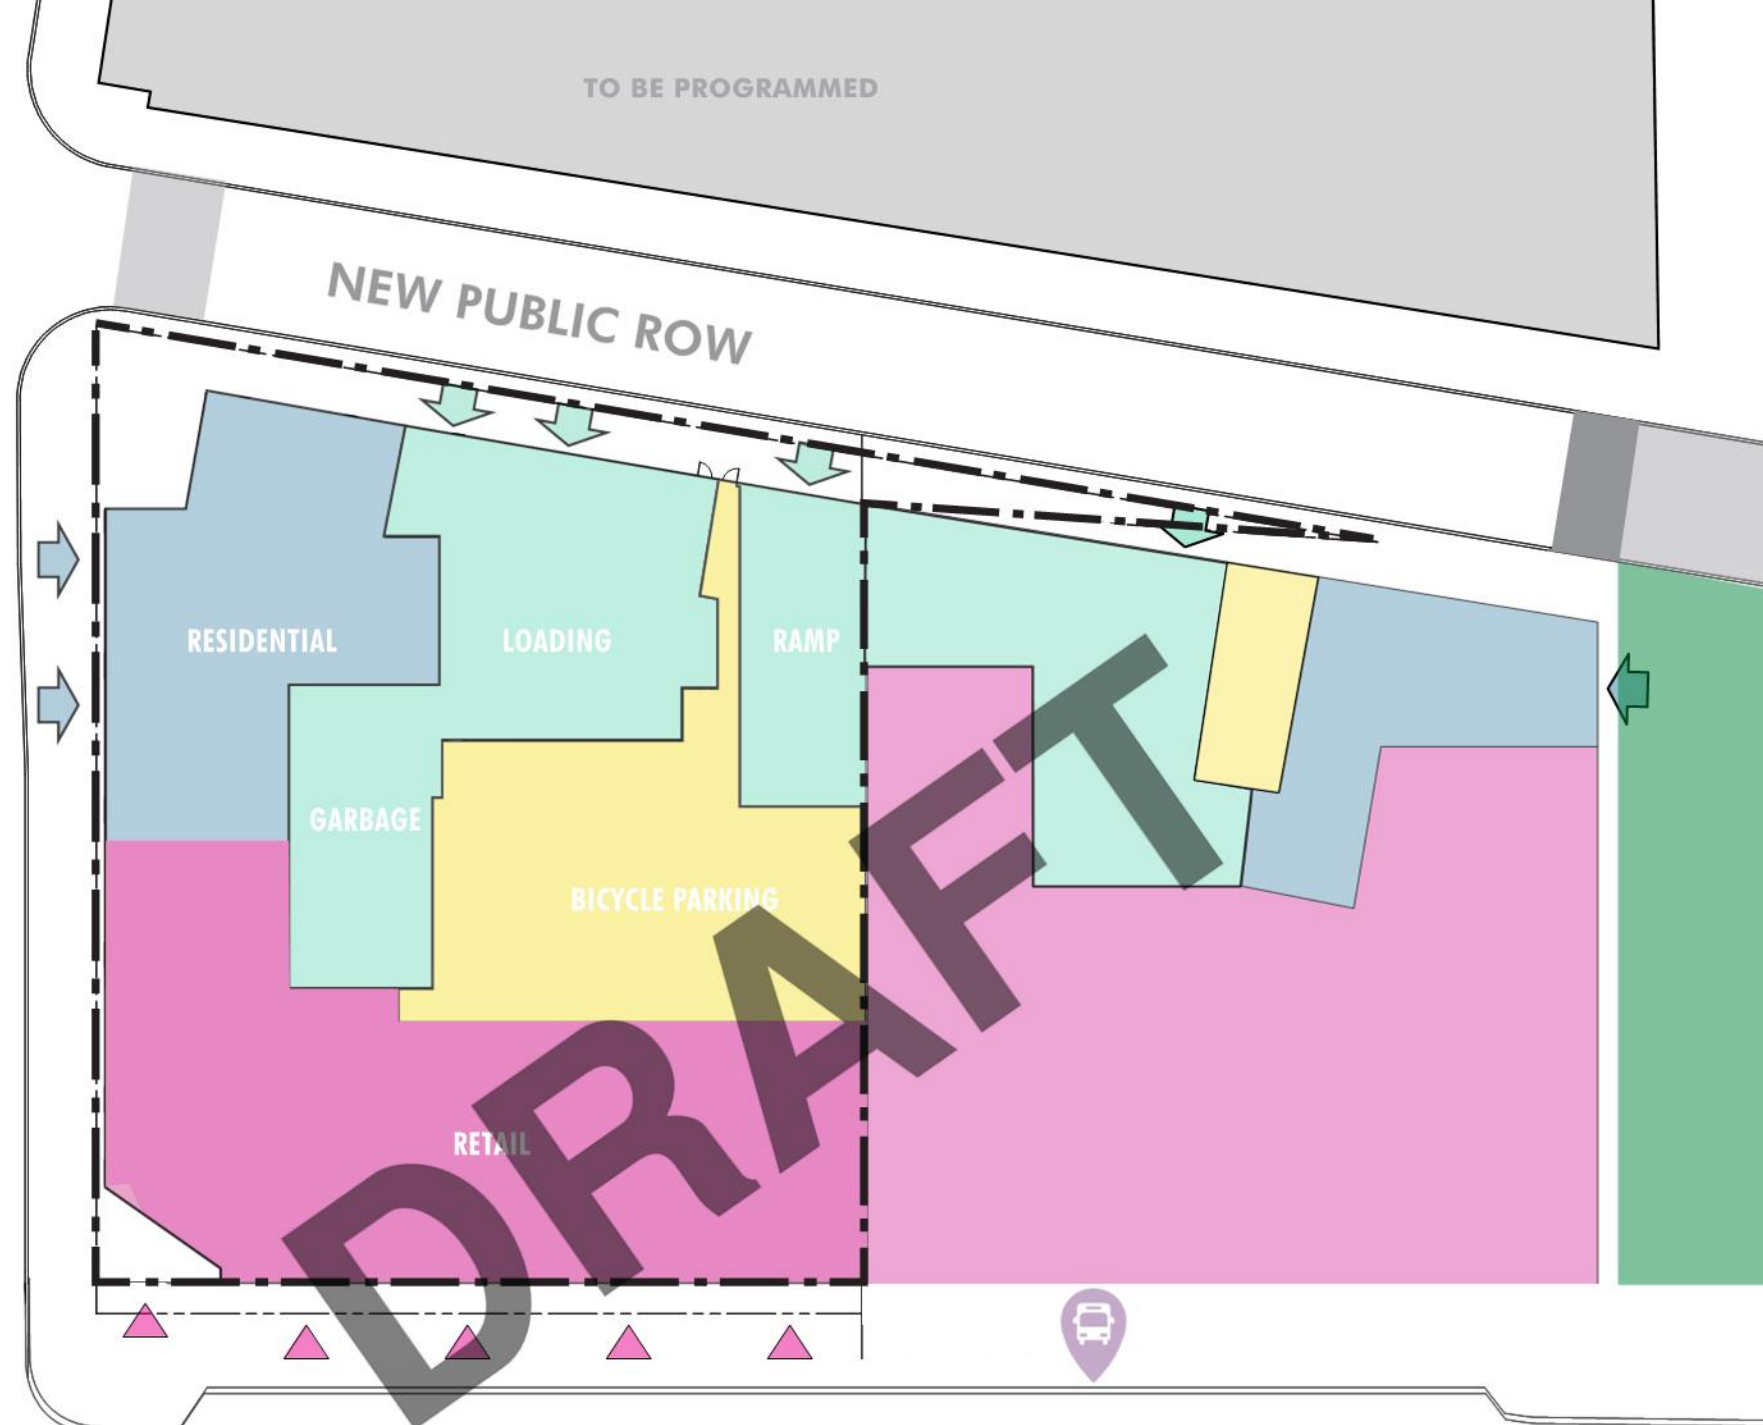 TO BE PROGRAMMED
NEW PUBLIC ROW
RESIDENTIAL
LOADING
RAMP
GARBAGE
BICYCLE PARKING
RETAIL
DRAFT